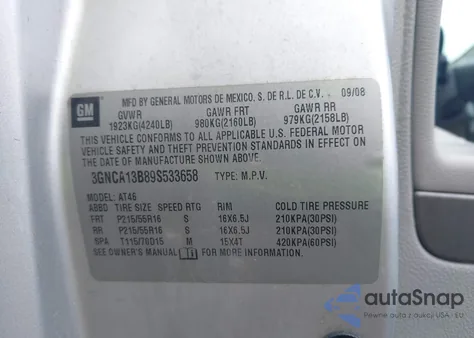 GM
MFD BY GENERAL MOTORS DE MEXICO, S. DE R.L. DE C.V. 09/08
GVWR GAWR FRT GAWR RR
1923KG(4240LB) 980KG(2160LB) 979KG(2158LB)
THIS VEHICLE CONFORMS TO ALL APPLICABLE U.S. FEDERAL MOTOR
VEHICLE SAFETY AND THEFT PREVENTION STANDARDS IN EFFECT ON
THE DATE OF MANUFACTURE SHOWN ABOVE.
3GNCA13B89S533658 TYPE: M.P.V.
MODEL: AT46
ABBD TIRE SIZE SPEED RTG RIM COLD TIRE PRESSURE
FRT P215/55R16 S 16X6.5J 210KPA(30PSI)
RR P215/55R16 S 16X6.5J 210KPA(30PSI)
SPA T115/70D15 M 15X4T 420KPA(60PSI)
SEE OWNER'S MANUAL
autoSnap
Pewne auto z USA i EU